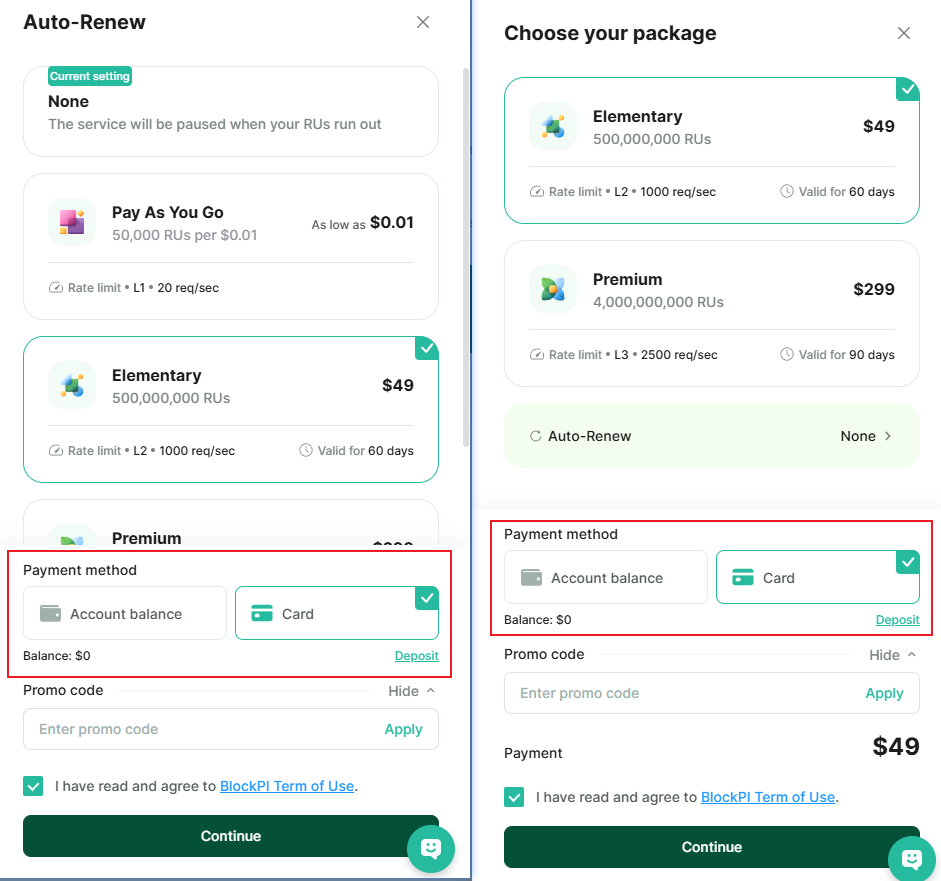 Auto-Renew
Current setting
None
The service will be paused when your RUs run out
Pay As You Go
50,000 RUs per $0.01
As low as $0.01
Rate limit • L1 • 20 req/sec
Elementary
500,000,000 RUs
$49
Rate limit • L2 • 1000 req/sec
Valid for 60 days
Premium
Payment method
Account balance
Card
Balance: $0
Deposit
Promo code
Hide
Enter promo code
Apply
I have read and agree to BlockPI Term of Use.
Continue
Choose your package
Elementary
500,000,000 RUs
$49
Rate limit • L2 • 1000 req/sec
Valid for 60 days
Premium
4,000,000,000 RUs
$299
Rate limit • L3 • 2500 req/sec
Valid for 90 days
Auto-Renew
None
Payment method
Account balance
Card
Balance: $0
Deposit
Promo code
Hide
Enter promo code
Apply
Payment
$49
I have read and agree to BlockPI Term of Use.
Continue